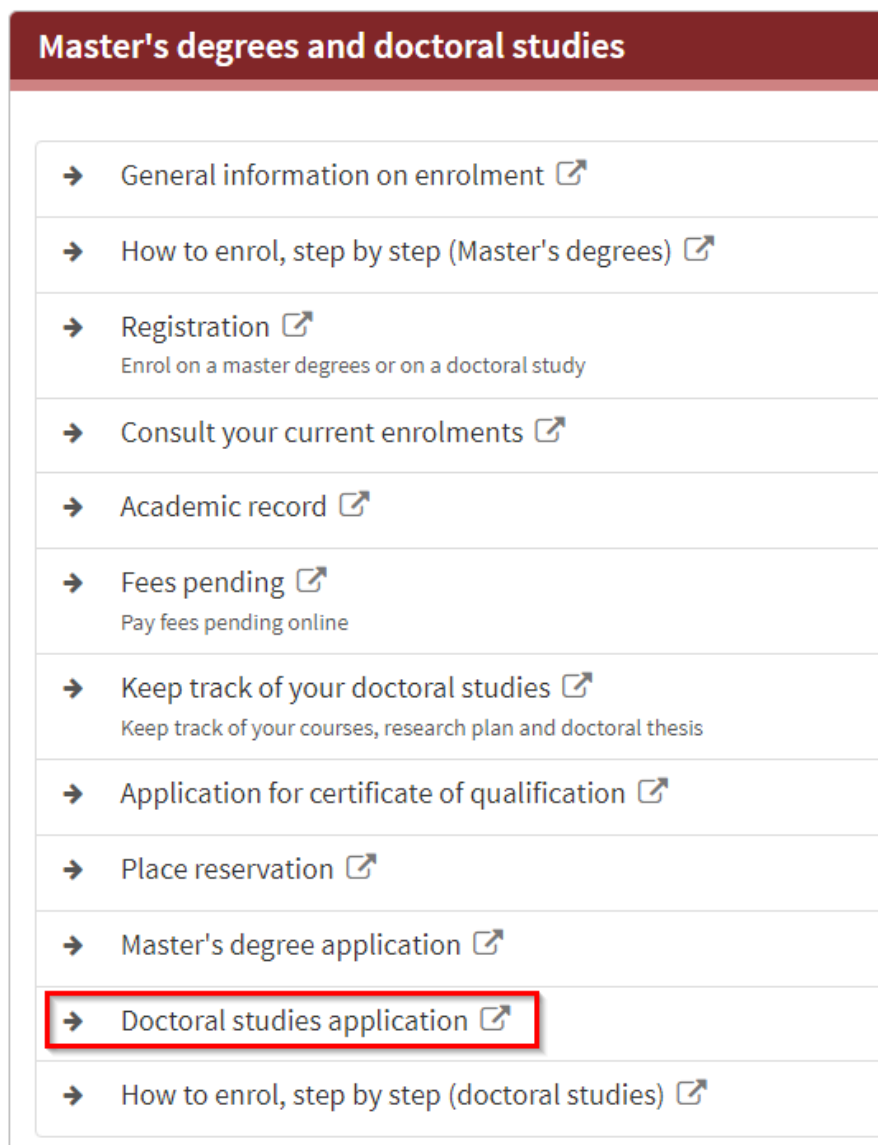 Master's degrees and doctoral studies
General information on enrolment
How to enrol, step by step (Master's degrees)
Registration
Enrol on a master degrees or on a doctoral study
Consult your current enrolments
Academic record
Fees pending
Pay fees pending online
Keep track of your doctoral studies
Keep track of your courses, research plan and doctoral thesis
Application for certificate of qualification
Place reservation
Master's degree application
Doctoral studies application
How to enrol, step by step (doctoral studies)